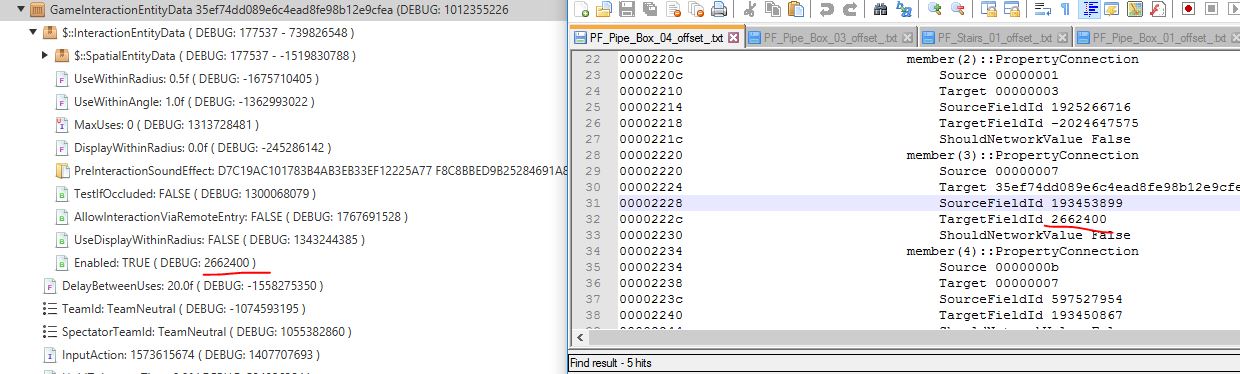 GameInteractionEntityData 35ef74dd089e6c4ead8fe98b12e9cfea (DEBUG: 1012355226
$::InteractionEntityData ( DEBUG: 177537 - 739826548 )
$::SpatialEntityData ( DEBUG: 177537 - -1519830788 )
UseWithinRadius: 0.5f ( DEBUG: -1675710405 )
UseWithinAngle: 1.0f ( DEBUG: -1362993022 )
MaxUses: 0 ( DEBUG: 1313728481 )
DisplayWithinRadius: 0.0f ( DEBUG: -245286142 )
PreInteractionSoundEffect: D7C19AC101783B4AB3EB33EF12225A77 F8C8BBED9B25284691A8
TestIfOccluded: FALSE ( DEBUG: 1300068079 )
AllowInteractionViaRemoteEntry: FALSE ( DEBUG: 1767691528 )
UseDisplayWithinRadius: FALSE ( DEBUG: 1343244385 )
Enabled: TRUE ( DEBUG: 2662400 )
DelayBetweenUses: 20.0f ( DEBUG: -1558275350 )
TeamId: TeamNeutral ( DEBUG: -1074593195 )
SpectatorTeamId: TeamNeutral ( DEBUG: 1055382860 )
InputAction: 1573615674 ( DEBUG: 1407707693 )
PF_Pipe_Box_04_offset_.txt PF_Pipe_Box_03_offset_.txt PF_Stairs_01_offset_.txt PF_Pipe_Box_01_offset_.txt
22 0000220c member(2)::PropertyConnection
23 0000220c Source 00000001
24 00002210 Target 00000003
25 00002214 SourceFieldId 1925266716
26 00002218 TargetFieldId -2024647575
27 0000221c ShouldNetworkValue False
28 00002220 member(3)::PropertyConnection
29 00002220 Source 00000007
30 00002224 Target 35ef74dd089e6c4ead8fe98b12e9cfe
31 00002228 SourceFieldId 193453899
32 0000222c TargetFieldId 2662400
33 00002230 ShouldNetworkValue False
34 00002234 member(4)::PropertyConnection
35 00002234 Source 0000000b
36 00002238 Target 00000007
37 0000223c SourceFieldId 597527954
38 00002240 TargetFieldId 193450867
Find result - 5 hits